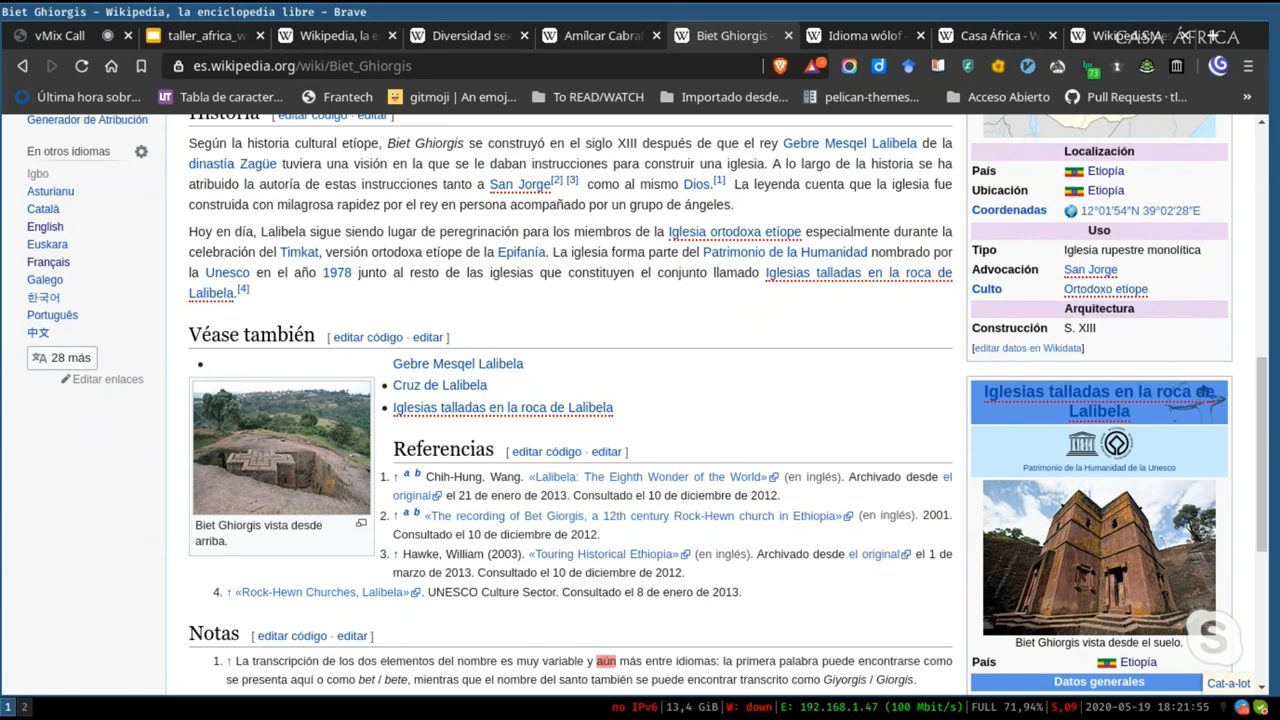 Biet Ghiorgis – Wikipedia, la enciclopedia libre - Brave
vMix Call
taller_africa_w
Wikipedia, la e
Diversidad se
Amílcar Cabral
Biet Ghiorgis -
Idioma wólof -
Casa África - W
CASA ÁFRICA
es.wikipedia.org/wiki/Biet_Ghiorgis
73
Última hora sobr...
Tabla de caracter...
Frantech
gitmoji | An emoj...
To READ/WATCH
Importado desde...
pelican-themes...
Acceso Abierto
Pull Requests · tl...
»
Generador de Atribución
En otros idiomas
Igbo
Asturianu
Català
English
Euskara
Français
Galego
한국어
Português
中文
28 más
Editar enlaces
Historia [ editar código · editar ]
Según la historia cultural etíope, Biet Ghiorgis se construyó en el siglo XIII después de que el rey Gebre Mesqel Lalibela de la
dinastía Zagüe tuviera una visión en la que se le daban instrucciones para construir una iglesia. A lo largo de la historia se ha
atribuido la autoría de estas instrucciones tanto a San Jorge[2] [3] como al mismo Dios.[1] La leyenda cuenta que la iglesia fue
construida con milagrosa rapidez por el rey en persona acompañado por un grupo de ángeles.
Hoy en día, Lalibela sigue siendo lugar de peregrinación para los miembros de la Iglesia ortodoxa etíope especialmente durante la
celebración del Timkat, versión ortodoxa etíope de la Epifanía. La iglesia forma parte del Patrimonio de la Humanidad nombrado por
la Unesco en el año 1978 junto al resto de las iglesias que constituyen el conjunto llamado Iglesias talladas en la roca de
Lalibela.[4]
Véase también [ editar código · editar ]
• Gebre Mesqel Lalibela
• Cruz de Lalibela
• Iglesias talladas en la roca de Lalibela
Biet Ghiorgis vista desde
arriba.
Referencias [ editar código · editar ]
1. ↑ a b Chih-Hung, Wang. «Lalibela: The Eighth Wonder of the World» (en inglés). Archivado desde el
original el 21 de enero de 2013. Consultado el 10 de diciembre de 2012.
2. ↑ a b «The recording of Bet Giorgis, a 12th century Rock-Hewn church in Ethiopia» (en inglés). 2001.
Consultado el 10 de diciembre de 2012.
3. ↑ Hawke, William (2003). «Touring Historical Ethiopia» (en inglés). Archivado desde el original el 1 de
marzo de 2013. Consultado el 10 de diciembre de 2012.
4. ↑ «Rock-Hewn Churches, Lalibela». UNESCO Culture Sector. Consultado el 8 de enero de 2013.
Notas [ editar código · editar ]
1. ↑ La transcripción de los dos elementos del nombre es muy variable y aún más entre idiomas: la primera palabra puede encontrarse como
se presenta aquí o como bet / bete, mientras que el nombre del santo también se puede encontrar transcrito como Giyorgis / Giorgis.
Localización
País Etiopía
Ubicación Etiopía
Coordenadas 12°01′54″N 39°02′28″E
Uso
Tipo Iglesia rupestre monolítica
Advocación San Jorge
Culto Ortodoxo etíope
Arquitectura
Construcción S. XIII
[editar datos en Wikidata]
Iglesias talladas en la roca de
Lalibela
Patrimonio de la Humanidad de la Unesco
Biet Ghiorgis vista desde el suelo.
País Etiopía
Datos generales
Cat-a-lot
1 2
no IPv6| 13,4 GiB| W: down| E: 192.168.1.47 (100 Mbit/s)| FULL 71,94%| 5,09| 2020-05-19 18:21:55